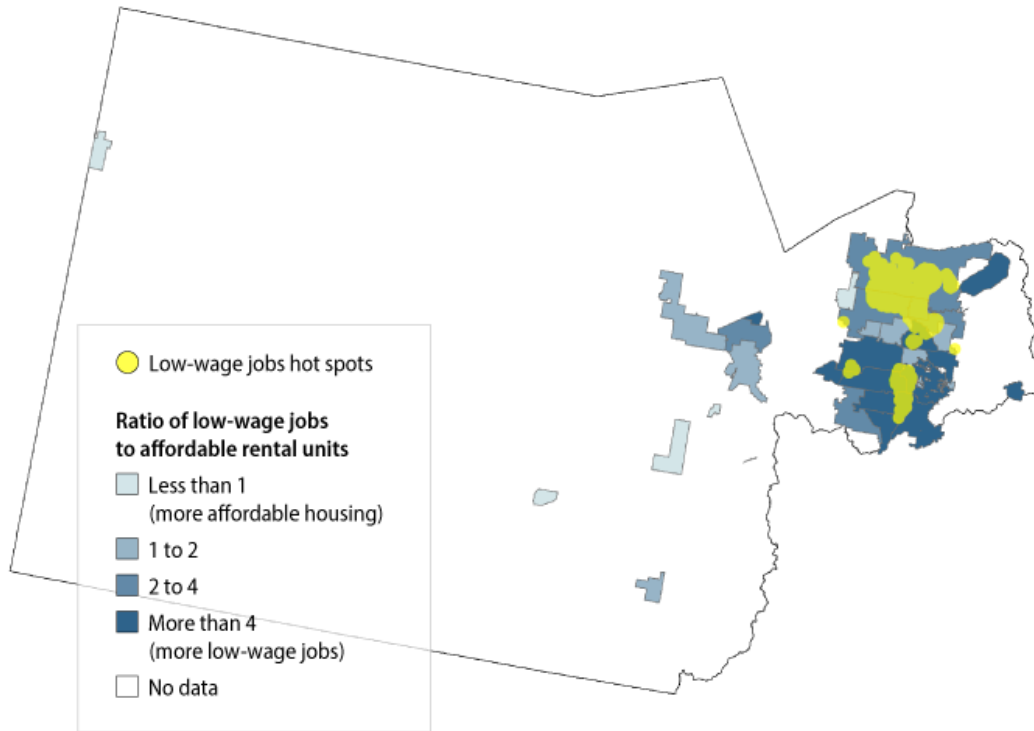 Low-wage jobs hot spots
Ratio of low-wage jobs
to affordable rental units
Less than 1
(more affordable housing)
1 to 2
2 to 4
More than 4
(more low-wage jobs)
No data